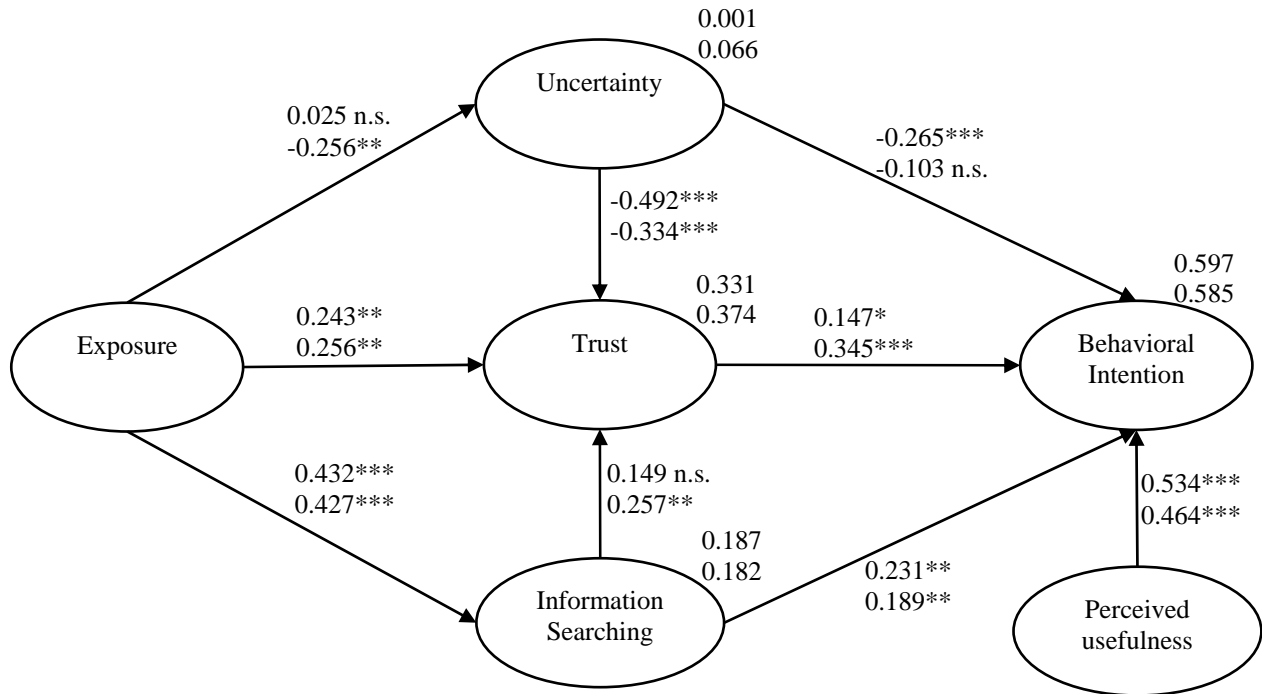 0.001
0.066
Uncertainty
0.025 n.s.
-0.256**
-0.265***
-0.103 n.s.
-0.492***
-0.334***
0.597
0.585
0.331
0.374
0.243**
0.256**
0.147*
0.345***
Exposure
Trust
Behavioral
Intention
0.432***
0.427***
0.149 n.s.
0.257**
0.534***
0.464***
0.187
0.182
0.231**
0.189**
Information
Searching
Perceived
usefulness